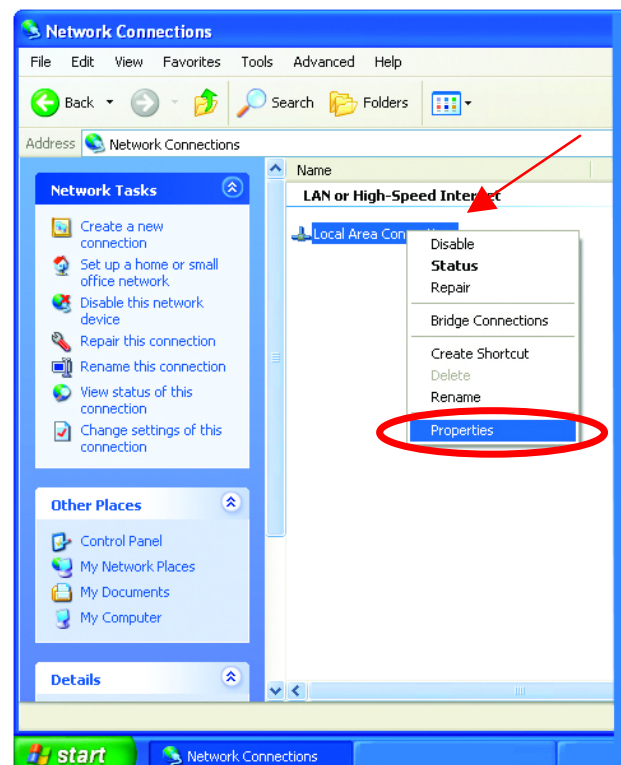 Network Connections
File Edit View Favorites Tools Advanced Help
Back Search Folders
Address Network Connections
Network Tasks
Create a new
connection
Set up a home or small
office network
Disable this network
device
Repair this connection
Rename this connection
View status of this
connection
Change settings of this
connection
Other Places
Control Panel
My Network Places
My Documents
My Computer
Details
Name
LAN or High-Speed Internet
Local Area
Disable
Status
Repair
Bridge Connections
Create Shortcut
Delete
Rename
Properties
start Network Connections